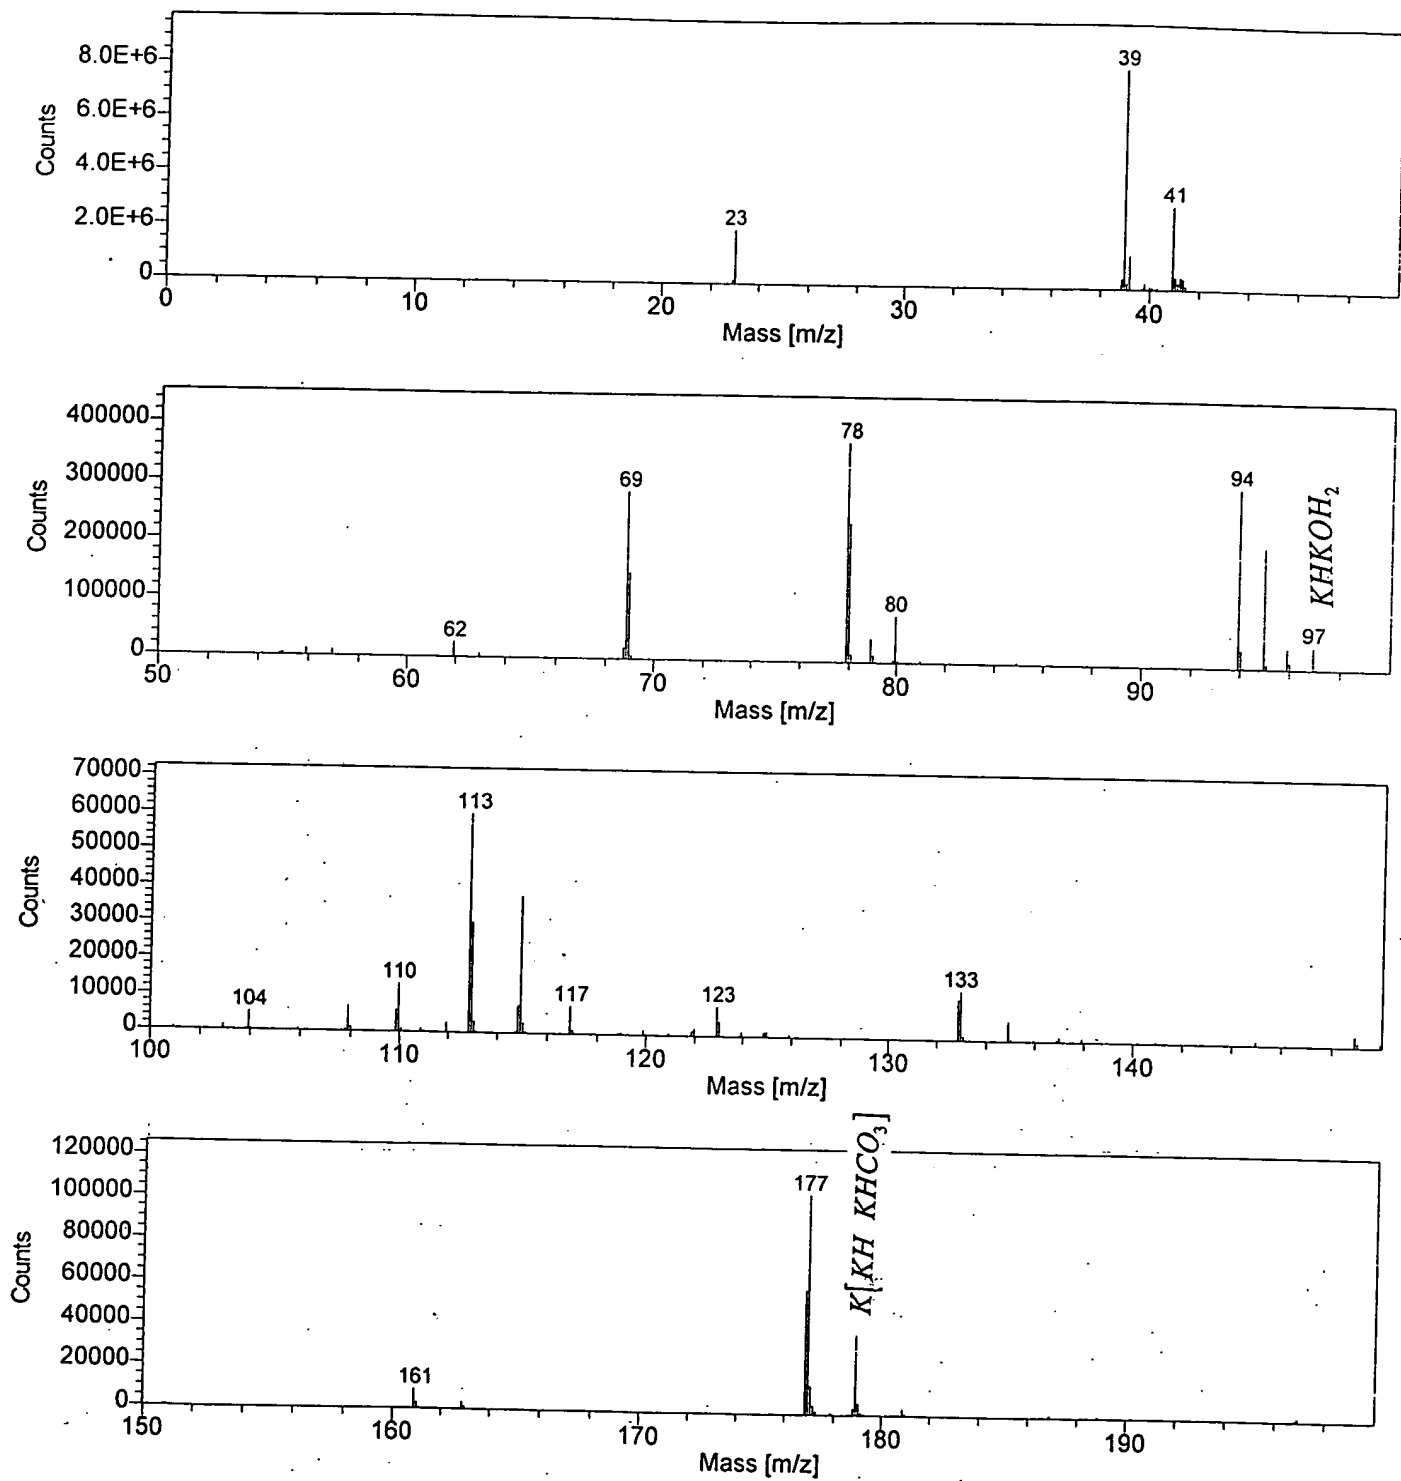 8.0E+6
6.0E+6
4.0E+6
2.0E+6
0
Counts
23
39
41
0 10 20 30 40
Mass [m/z]
400000
300000
200000
100000
0
Counts
62
69
78
80
94
97
KHKOH₂
50 60 70 80 90
Mass [m/z]
70000
60000
50000
40000
30000
20000
10000
0
Counts
104
110
113
117
123
133
100 110 120 130 140
Mass [m/z]
120000
100000
80000
60000
40000
20000
0
Counts
161
177
K[KH KHCO₃]
150 160 170 180 190
Mass [m/z]